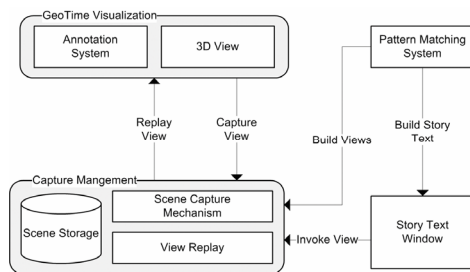 GeoTime Visualization
Annotation
System
3D View
Pattern Matching
System
Replay
View
Capture
View
Build Views
Build Story
Text
Capture Mangement
Scene Storage
Scene Capture
Mechanism
View Replay
Invoke View
Story Text
Window